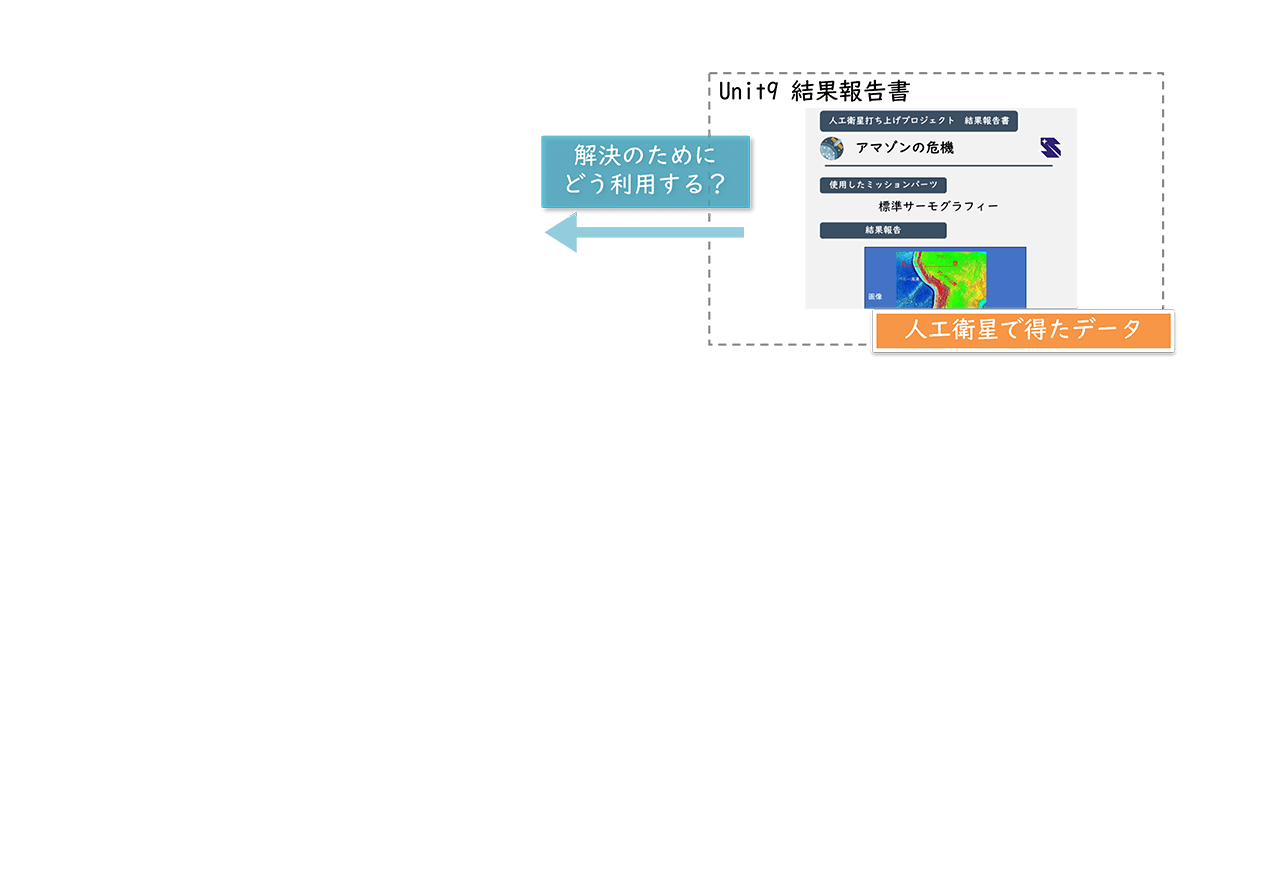 Unit9 結果報告書
人工衛星打ち上げプロジェクト 結果報告書
アマゾンの危機
使用したミッションパーツ
標準サーモグラフィー
結果報告
画像
人工衛星で得たデータ
解決のために
どう利用する？